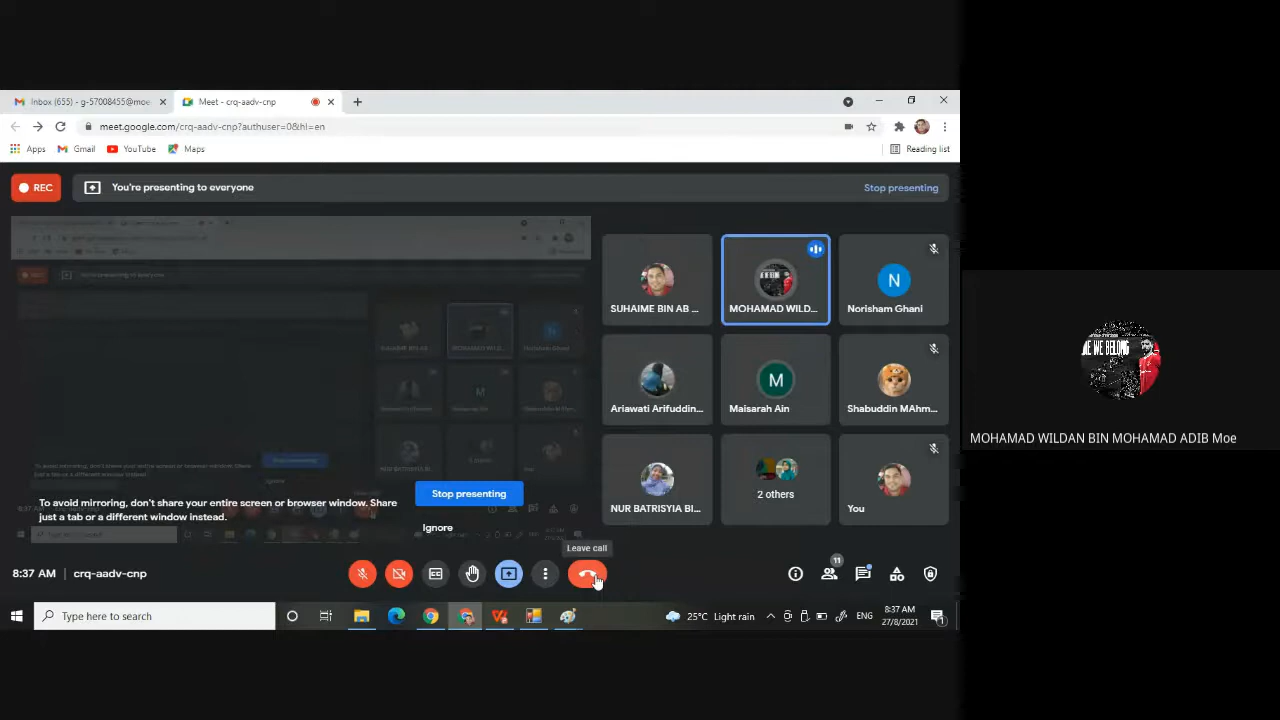 Inbox (655) - g-57008455@moe
Meet - crq-aadv-cnp
meet.google.com/crq-aadv-cnp?authuser=0&hl=en
Apps
Gmail
YouTube
Maps
Reading list
REC
You're presenting to everyone
Stop presenting
SUHAIME BIN AB ...
MOHAMAD WILD...
N
Norisham Ghani
Ariawati Arifuddin...
M
Maisarah Ain
Shabuddin MAhm...
NUR BATRISYIA BI...
2 others
You
To avoid mirroring, don't share your entire screen or browser window. Share
just a tab or a different window instead.
Stop presenting
Ignore
Leave call
8:37 AM | crq-aadv-cnp
11
Type here to search
25°C Light rain
ENG
8:37 AM
27/8/2021
1
MOHAMAD WILDAN BIN MOHAMAD ADIB Moe